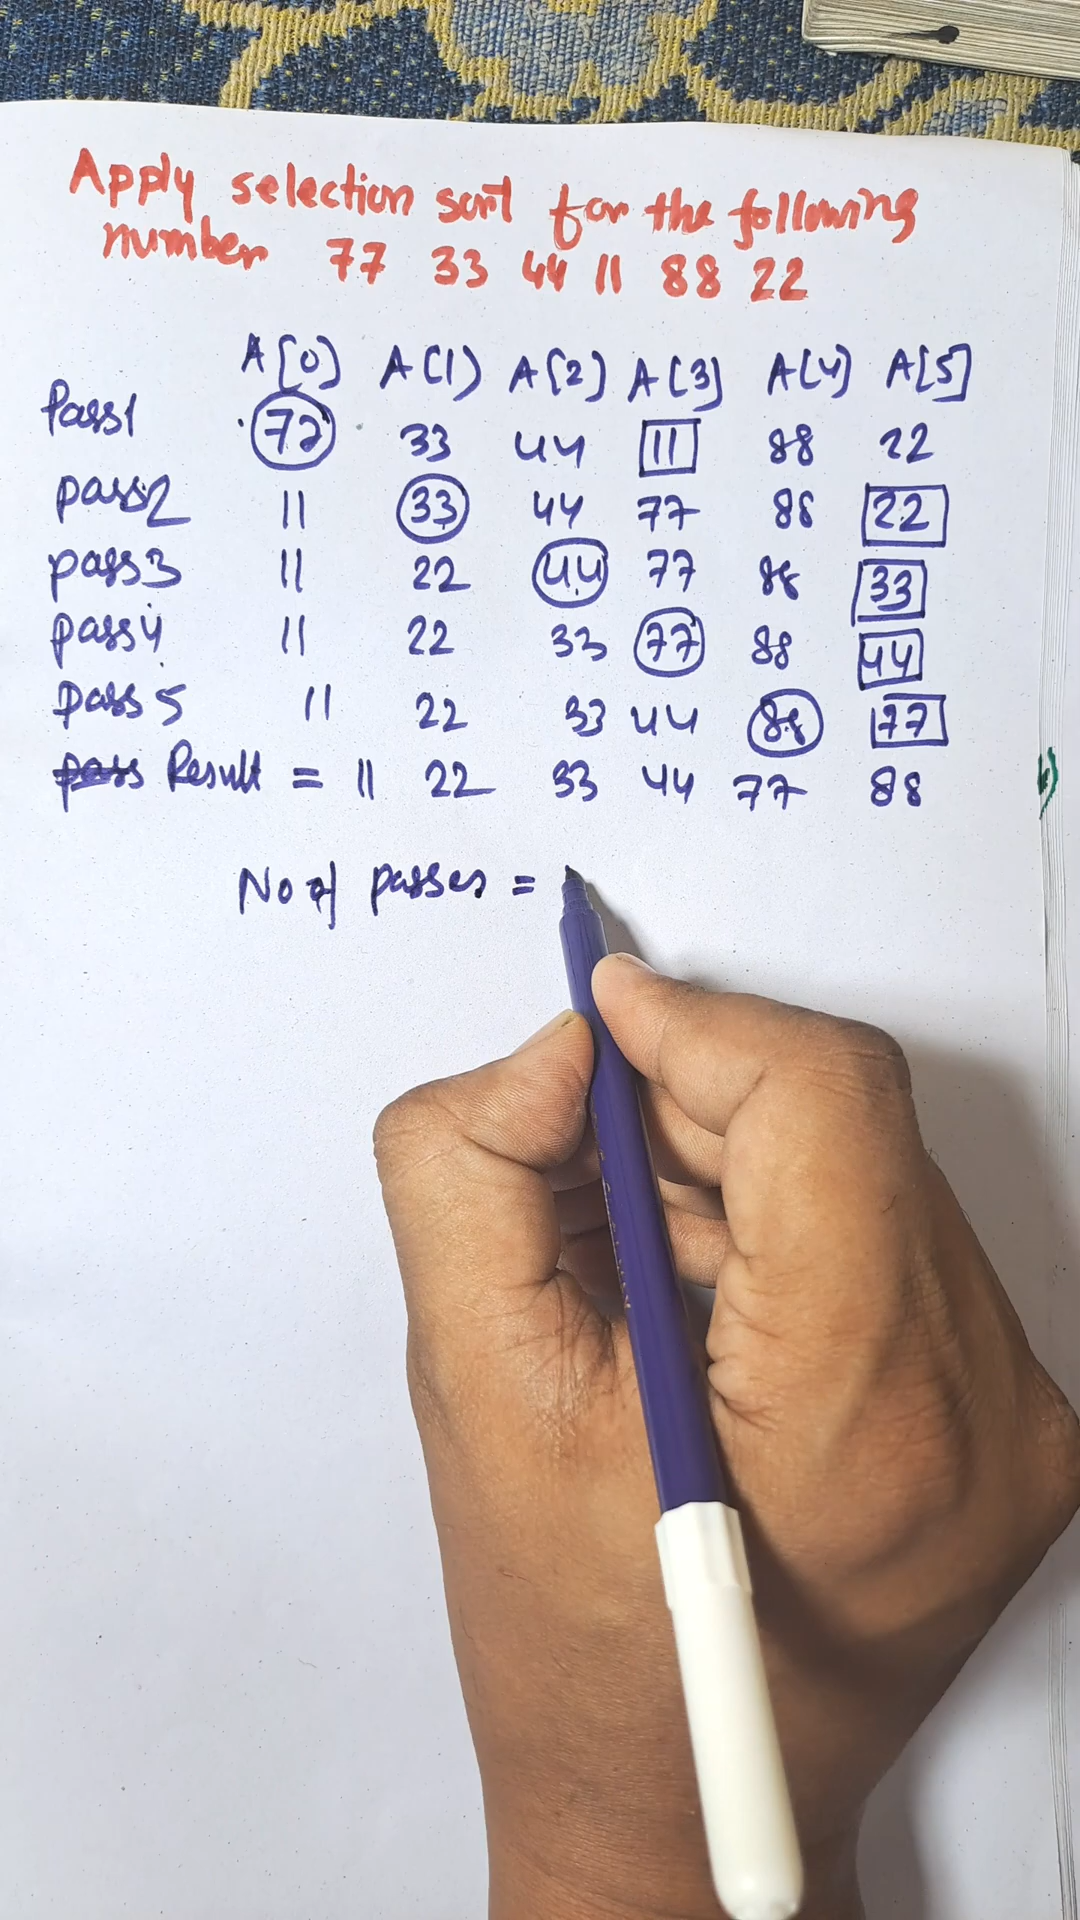 Apply selection sort for the following
number 77 33 44 11 88 22
A[0] A[1] A[2] A[3] A[4] A[5]
Pass1 77 33 44 11 88 22
pass2 11 33 44 77 88 22
pass3 11 22 44 77 88 33
pass4 11 22 33 77 88 44
pass5 11 22 33 44 88 77
pass Result = 11 22 33 44 77 88
No of passes =